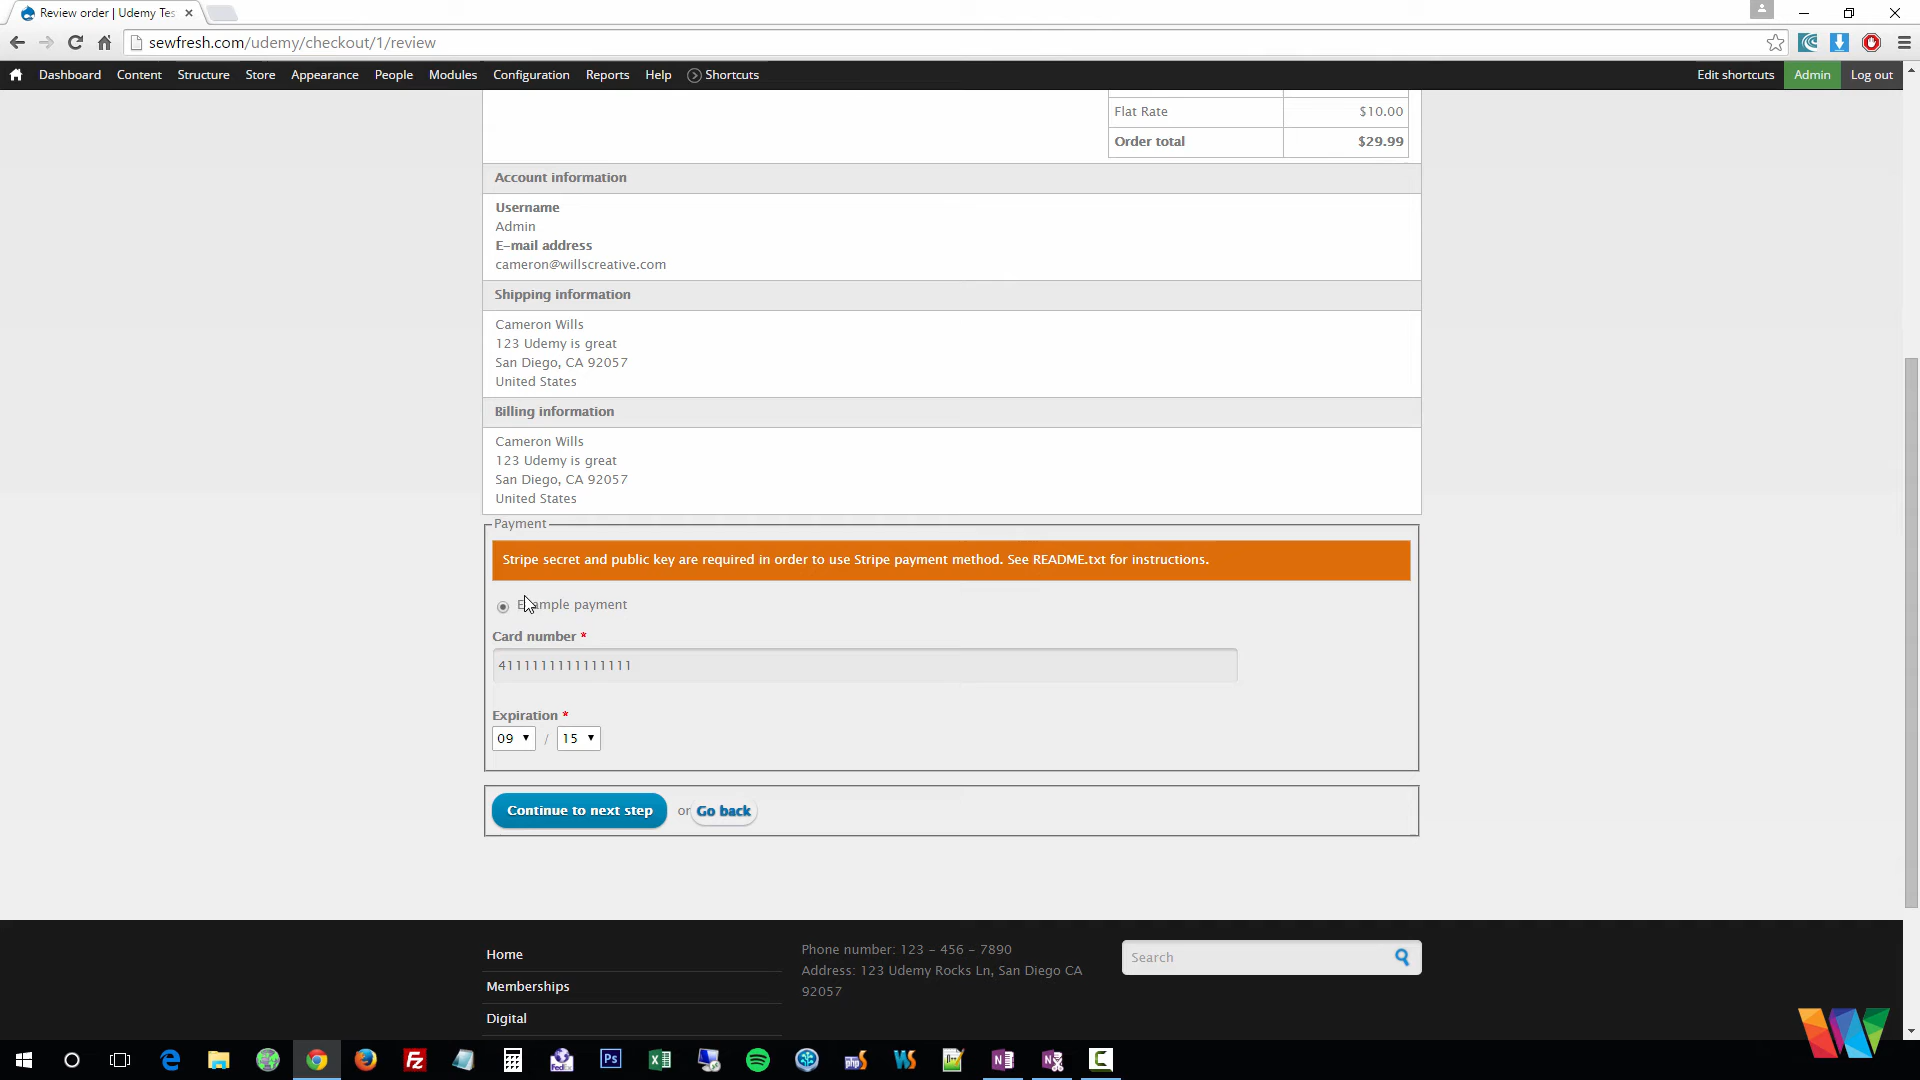 Review order | Udemy Tes
sewfresh.com/udemy/checkout/1/review
Dashboard Content Structure Store Appearance People Modules Configuration Reports Help Shortcuts Edit shortcuts Admin Log out
Flat Rate $10.00
Order total $29.99
Account information
Username
Admin
E-mail address
cameron@willscreative.com
Shipping information
Cameron Wills
123 Udemy is great
San Diego, CA 92057
United States
Billing information
Cameron Wills
123 Udemy is great
San Diego, CA 92057
United States
Payment
Stripe secret and public key are required in order to use Stripe payment method. See README.txt for instructions.
Example payment
Card number *
4111111111111111
Expiration *
09 / 15
Continue to next step or Go back
Home
Memberships
Digital
Phone number: 123 - 456 - 7890
Address: 123 Udemy Rocks Ln, San Diego CA
92057
Search